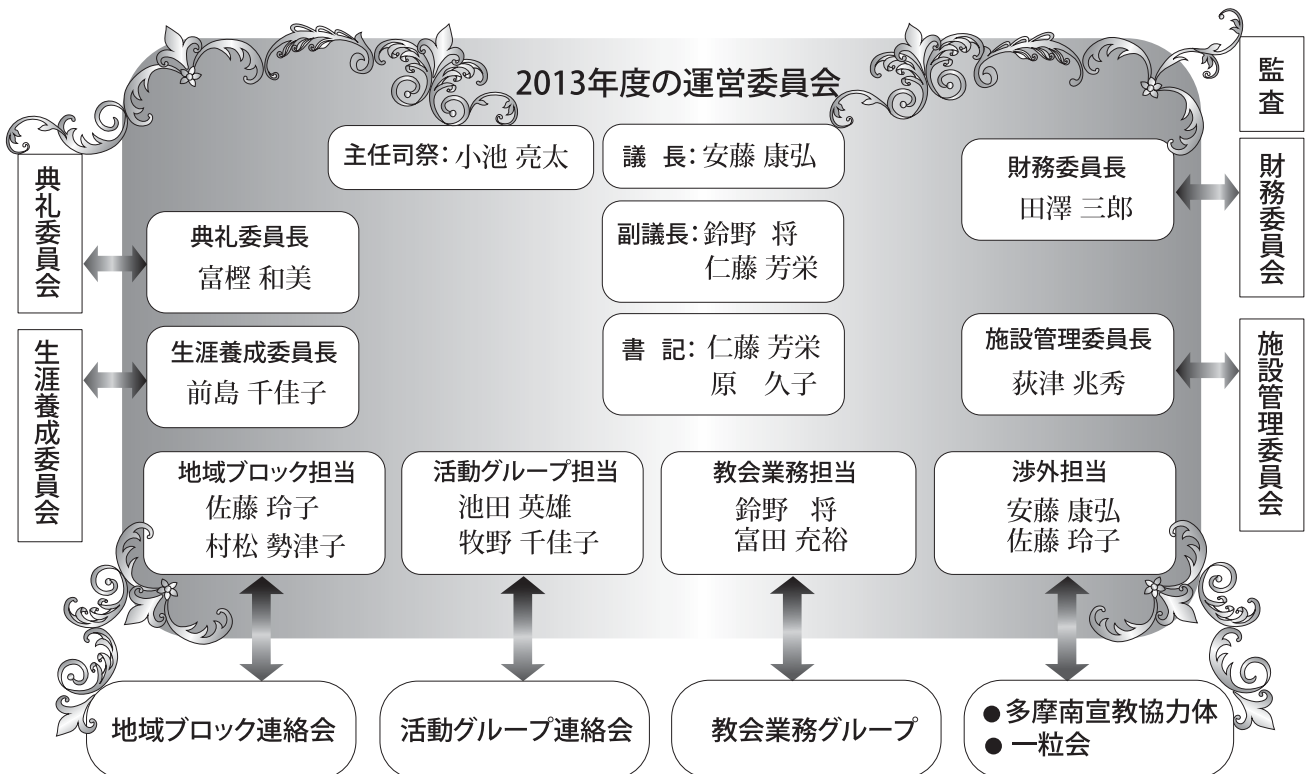 2013年度の運営委員会
監査
主任司祭：小池 亮太
議 長：安藤 康弘
財務委員長
田澤 三郎
財務委員会
典礼委員会
典礼委員長
富樫 和美
副議長：鈴野 将
仁藤 芳栄
生涯養成委員会
生涯養成委員長
前島 千佳子
書 記：仁藤 芳栄
原 久子
施設管理委員長
荻津 兆秀
施設管理委員会
地域ブロック担当
佐藤 玲子
村松 勢津子
活動グループ担当
池田 英雄
牧野 千佳子
教会業務担当
鈴野 将
富田 充裕
渉外担当
安藤 康弘
佐藤 玲子
地域ブロック連絡会
活動グループ連絡会
教会業務グループ
●多摩南宣教協力体
● 一粒会